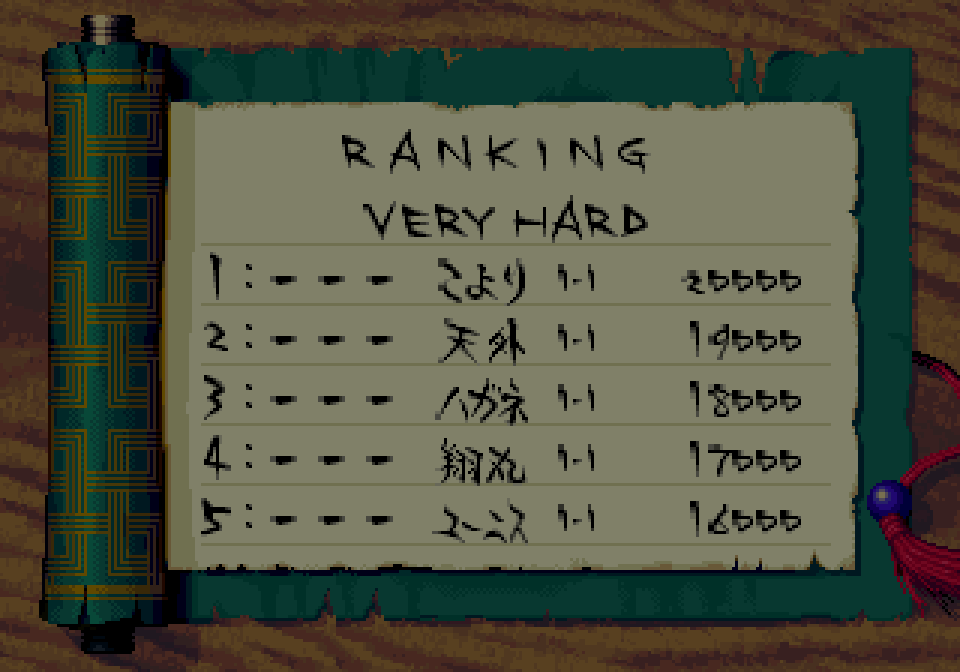 RANKING
VERY HARD
1:--- こより 1-1 20000
2:--- 天外 1-1 19000
3:--- ハガネ 1-1 18000
4:--- 翔丸 1-1 17000
5:--- ユーニス 1-1 16000